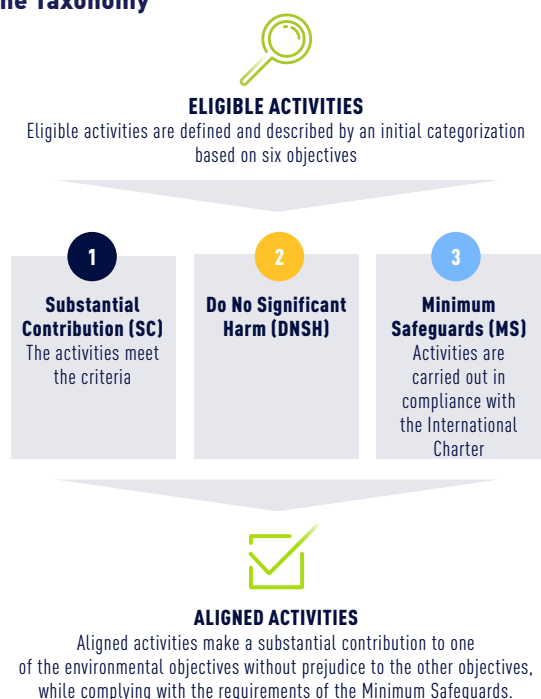 he Taxonomy
ELIGIBLE ACTIVITIES
Eligible activities are defined and described by an initial categorization
based on six objectives
1
Substantial
Contribution (SC)
The activities meet
the criteria
2
Do No Significant
Harm (DNSH)
3
Minimum
Safeguards (MS)
Activities are
carried out in
compliance with
the International
Charter
ALIGNED ACTIVITIES
Aligned activities make a substantial contribution to one
of the environmental objectives without prejudice to the other objectives,
while complying with the requirements of the Minimum Safeguards.